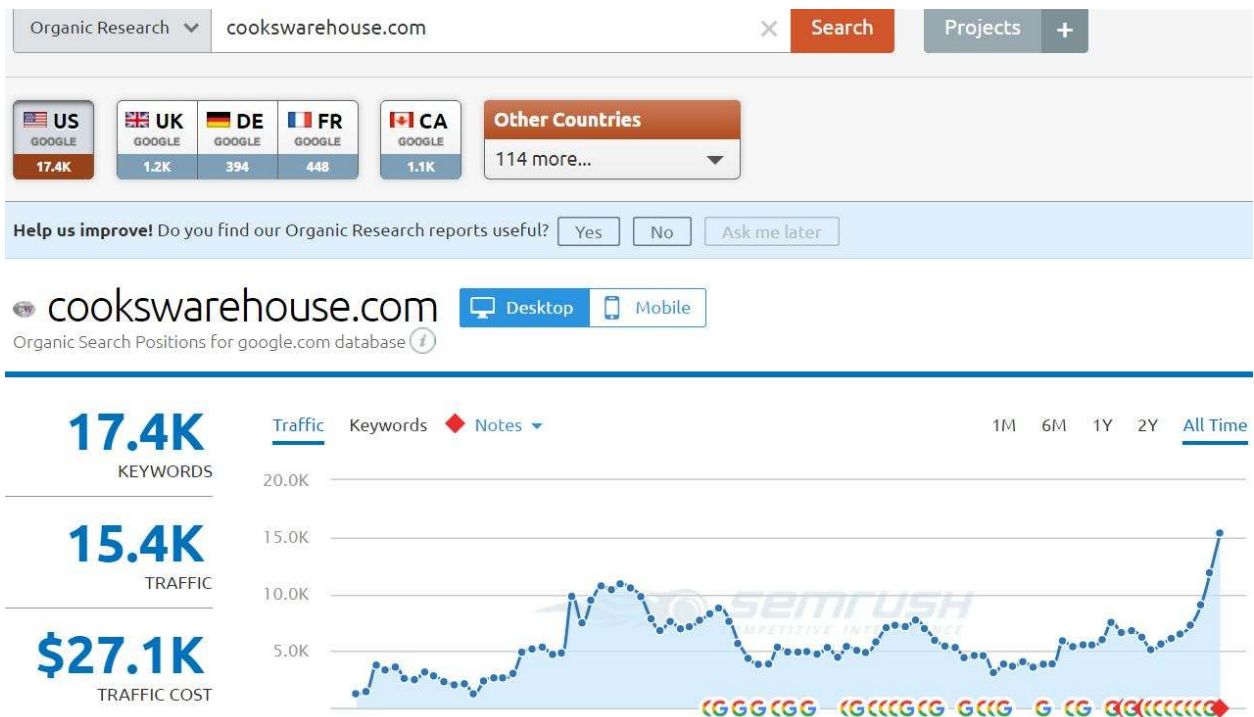 Organic Research cookswarehouse.com × Search Projects +
US UK DE FR CA Other Countries
GOOGLE GOOGLE GOOGLE GOOGLE GOOGLE
17.4K 1.2K 394 448 1.1K 114 more...
Help us improve! Do you find our Organic Research reports useful? Yes No Ask me later
cookswarehouse.com Desktop Mobile
Organic Search Positions for google.com database i
17.4K
KEYWORDS
15.4K
TRAFFIC
$27.1K
TRAFFIC COST
Traffic Keywords Notes 1M 6M 1Y 2Y All Time
20.0K
15.0K
10.0K
5.0K
semrush
COMPETITIVE INTELLIGENCE